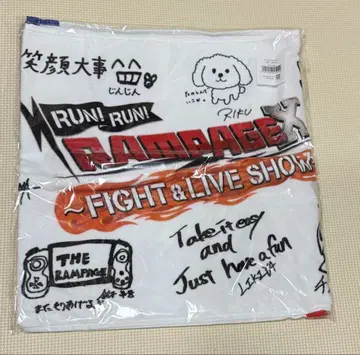 笑顔大事
じんじん
RIKU
RUN! RUN!
RAMPAGE X
~FIGHT & LIVE SHOW
THE
RAMPAGE
Take it easy
and
Just have a fun
LIKIYA